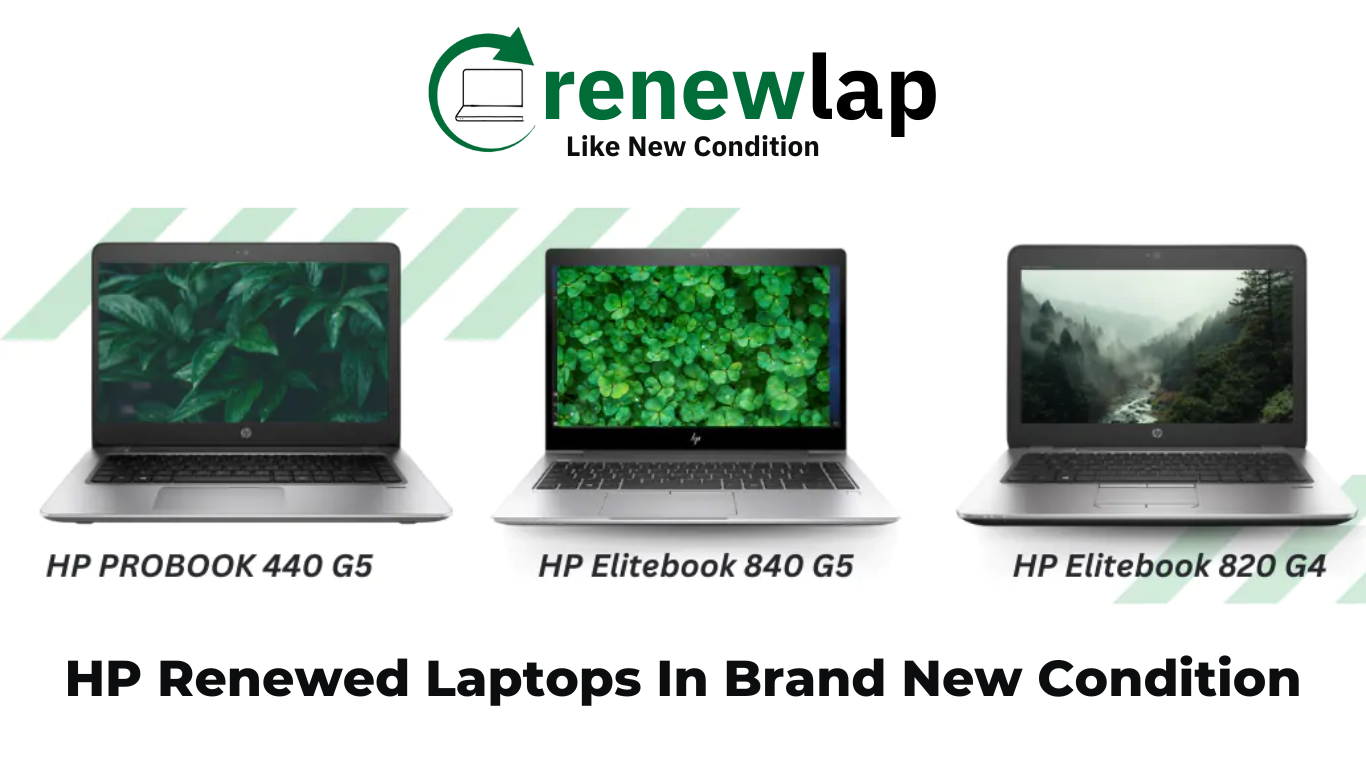 renewlap
Like New Condition
HP PROBOOK 440 G5
HP Elitebook 840 G5
HP Elitebook 820 G4
HP Renewed Laptops In Brand New Condition